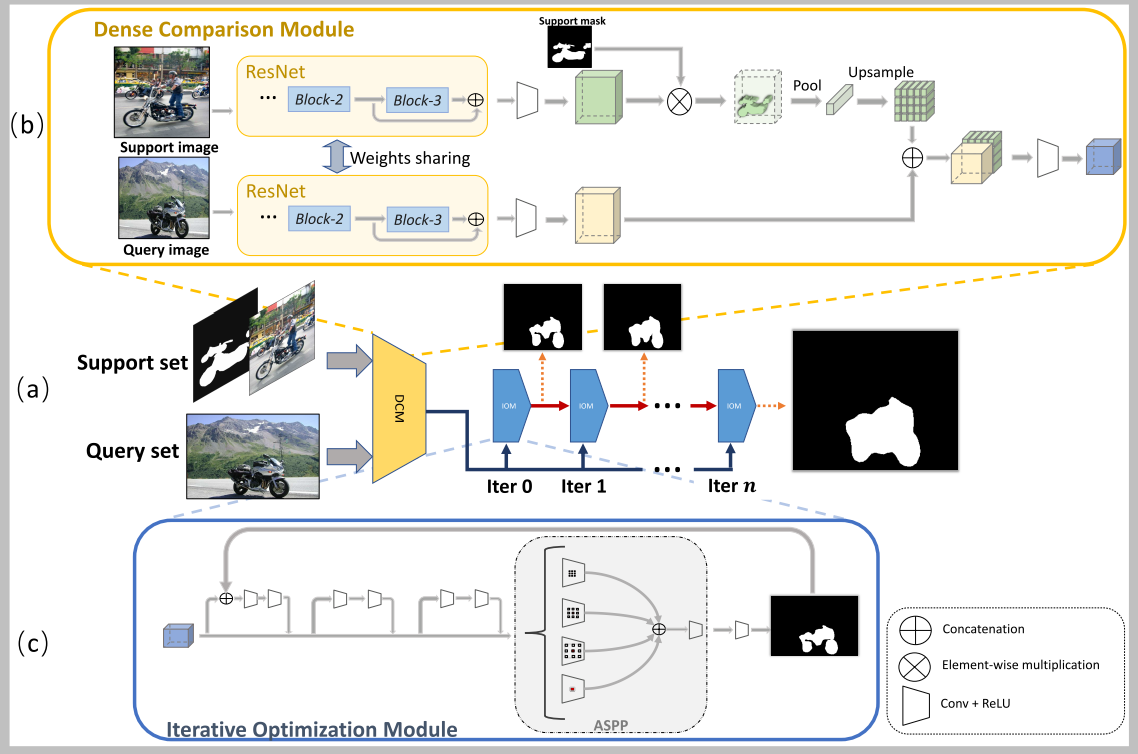 Dense Comparison Module
Support mask
ResNet
... Block-2 Block-3
Pool
Upsample
(b)
Support image
Weights sharing
ResNet
... Block-2 Block-3
Query image
Support set
(a)
DCM
IOM
IOM
...
IOM
Query set
...
Iter 0
Iter 1
Iter n
(c)
ASPP
Iterative Optimization Module
Concatenation
Element-wise multiplication
Conv + ReLU